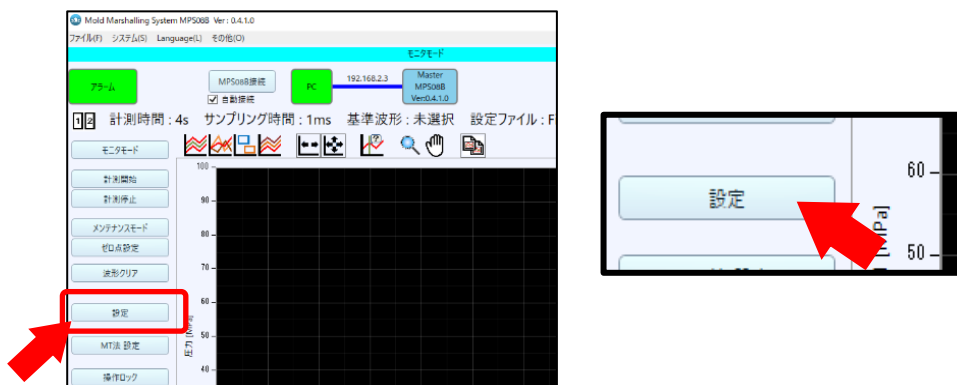 Mold Marshalling System MPS08B Ver : 0.4.1.0
ファイル(F) システム(S) Language(L) その他(O)
モニタモード
アラーム
MPS08B接続
自動接続
PC
192.168.2.3
Master
MPS08B
Ver:0.4.1.0
1 2 計測時間 : 4s サンプリング時間 : 1ms 基準波形 : 未選択 設定ファイル : F
モニタモード
計測開始
計測停止
メンテナンスモード
ゼロ点設定
波形クリア
設定
MT法 設定
操作ロック
100
90
80
70
60
50
40
圧力 [MPa]
設定
60
50
[MPa]